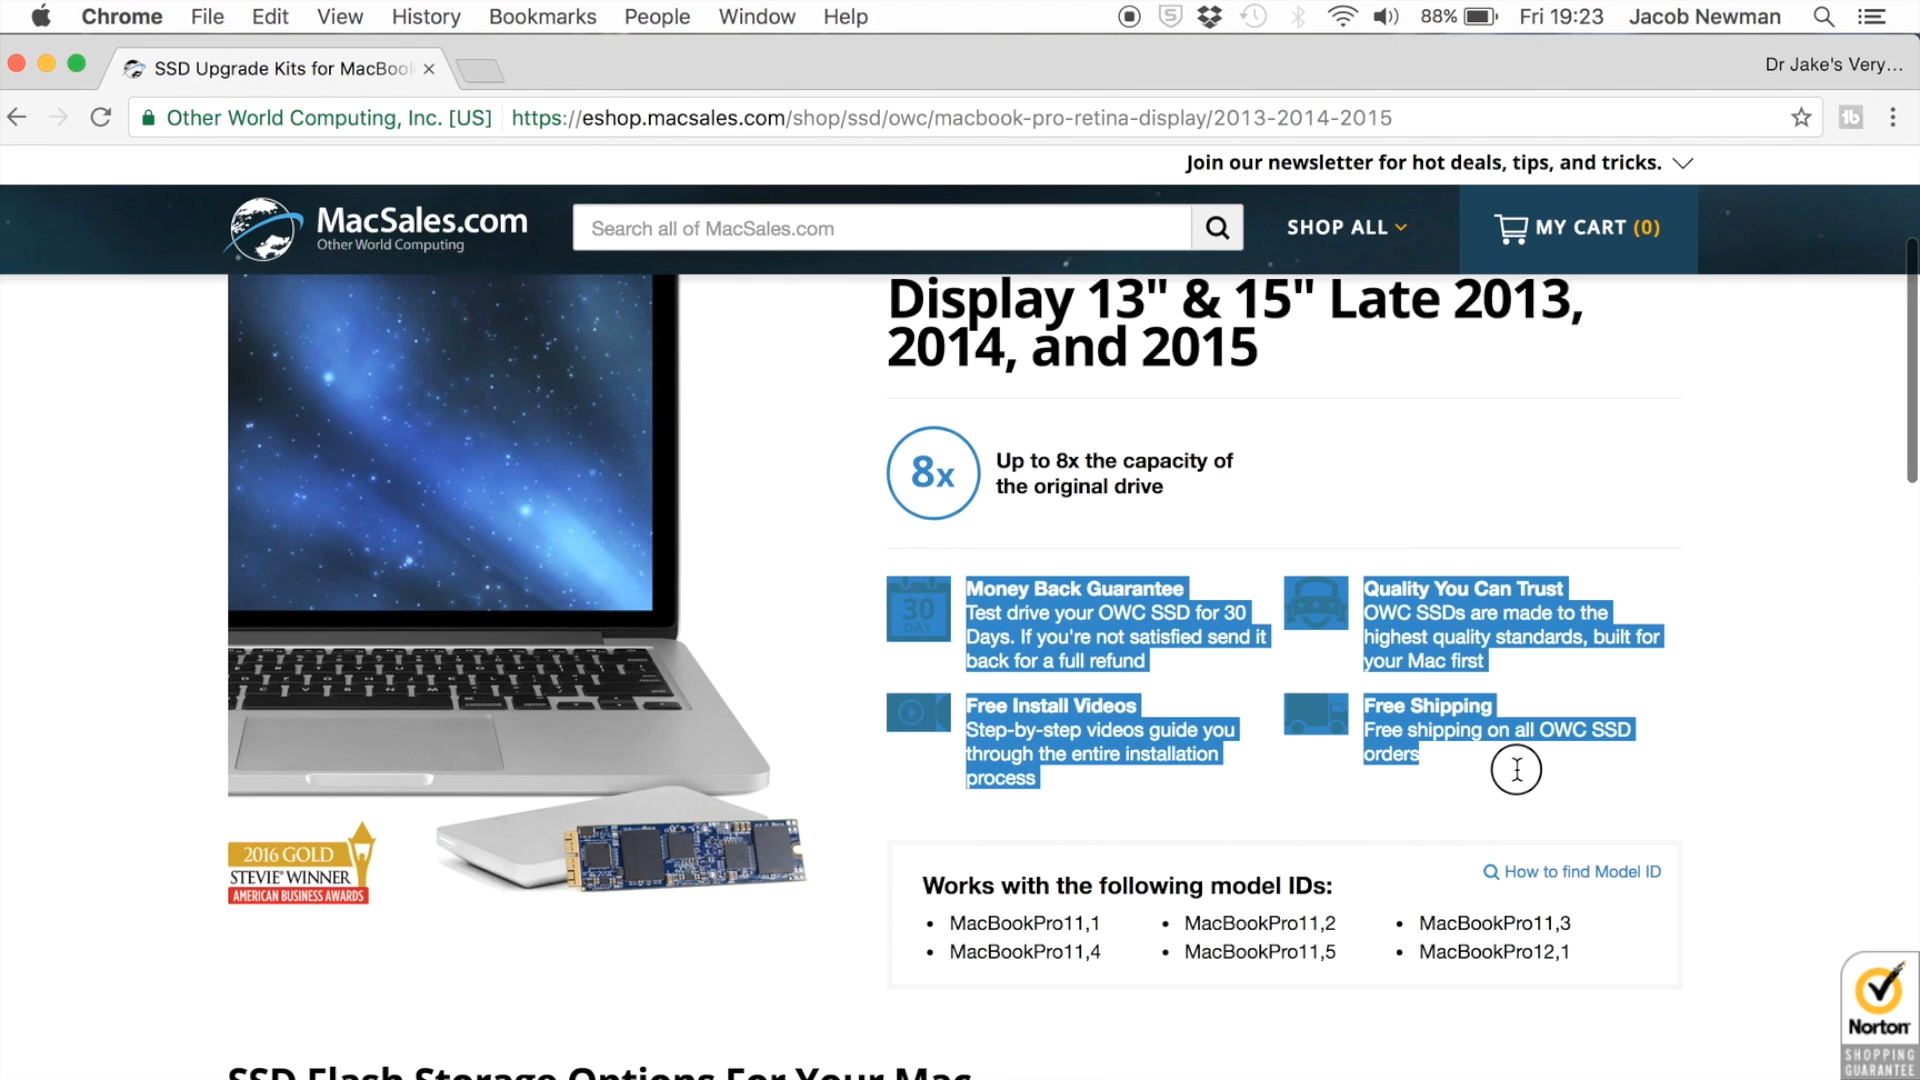 Chrome File Edit View History Bookmarks People Window Help 88% Fri 19:23 Jacob Newman
SSD Upgrade Kits for MacBook
Dr Jake's Very...
Other World Computing, Inc. [US] https://eshop.macsales.com/shop/ssd/owc/macbook-pro-retina-display/2013-2014-2015
Join our newsletter for hot deals, tips, and tricks.
MacSales.com
Other World Computing
Search all of MacSales.com
SHOP ALL
MY CART (0)
Display 13" & 15" Late 2013,
2014, and 2015
8x
Up to 8x the capacity of
the original drive
30
DAY
Money Back Guarantee
Test drive your OWC SSD for 30
Days. If you're not satisfied send it
back for a full refund
Quality You Can Trust
OWC SSDs are made to the
highest quality standards, built for
your Mac first
Free Install Videos
Step-by-step videos guide you
through the entire installation
process
Free Shipping
Free shipping on all OWC SSD
orders
2016 GOLD
STEVIE WINNER
AMERICAN BUSINESS AWARDS
How to find Model ID
Works with the following model IDs:
• MacBookPro11,1 • MacBookPro11,2 • MacBookPro11,3
• MacBookPro11,4 • MacBookPro11,5 • MacBookPro12,1
Norton
SHOPPING
GUARANTEE
SSD Flash Storage Options For Your Mac